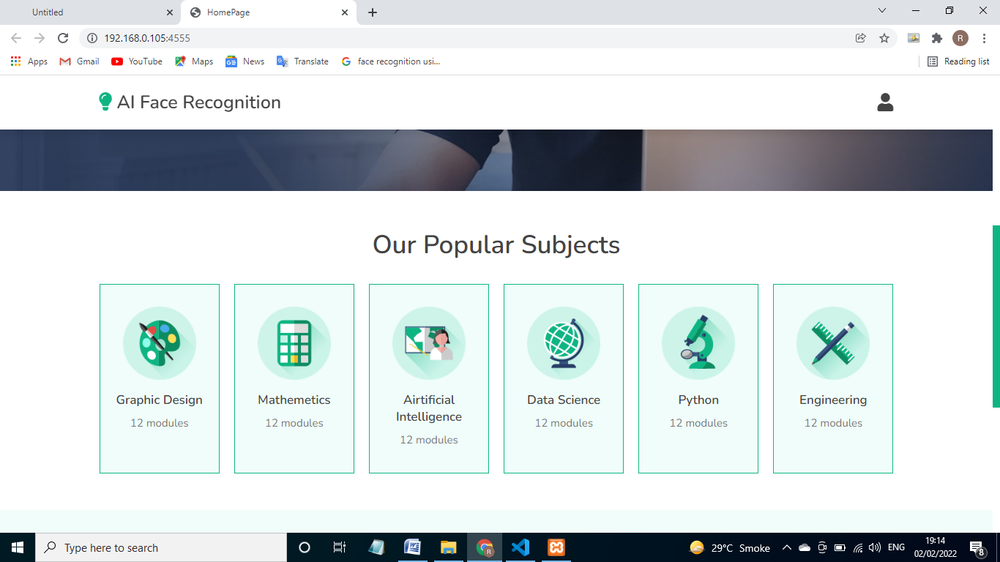 Untitled
HomePage
192.168.0.105:4555
R
Apps
Gmail
YouTube
Maps
News
Translate
face recognition usi...
Reading list
AI Face Recognition
Our Popular Subjects
Graphic Design
12 modules
Mathemetics
12 modules
Airtificial
Intelligence
12 modules
Data Science
12 modules
Python
12 modules
Engineering
12 modules
Type here to search
29°C Smoke
ENG
19:14
02/02/2022
8